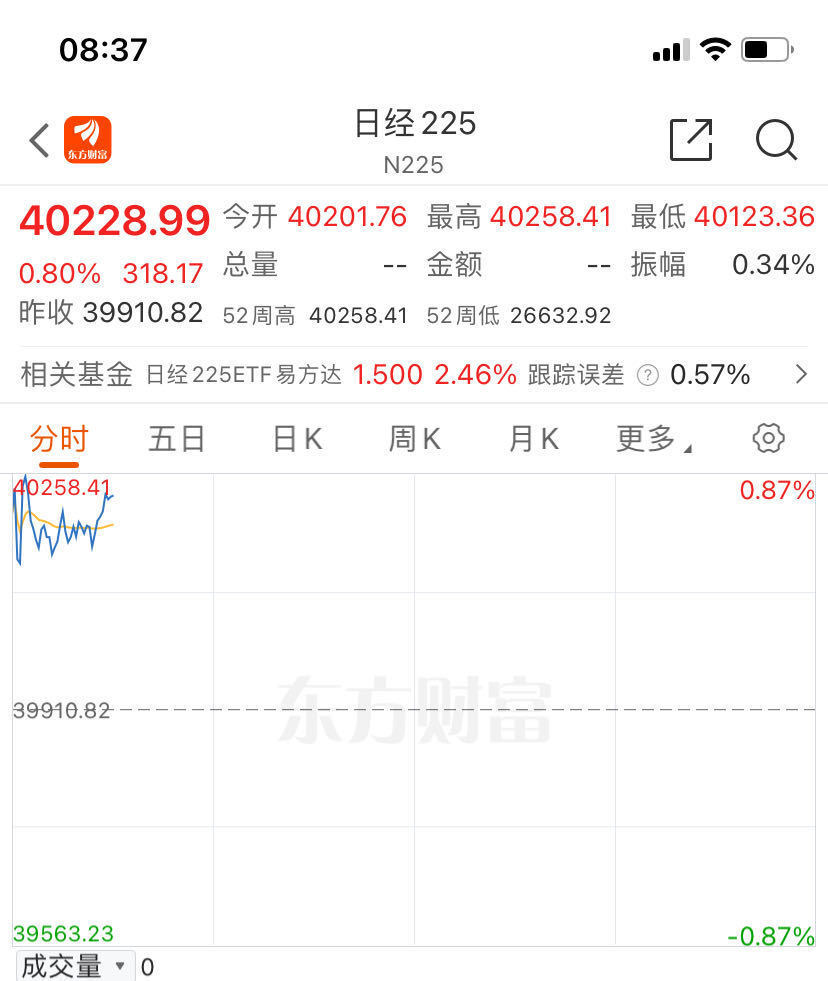 08:37
东方财富
日经225
N225
40228.99 今开 40201.76 最高 40258.41 最低 40123.36
0.80% 318.17 总量 -- 金额 -- 振幅 0.34%
昨收 39910.82 52周高 40258.41 52周低 26632.92
相关基金 日经225ETF易方达 1.500 2.46% 跟踪误差 ? 0.57%
分时 五日 日K 周K 月K 更多
40258.41 0.87%
东方财富
39910.82
39563.23 -0.87%
成交量 0